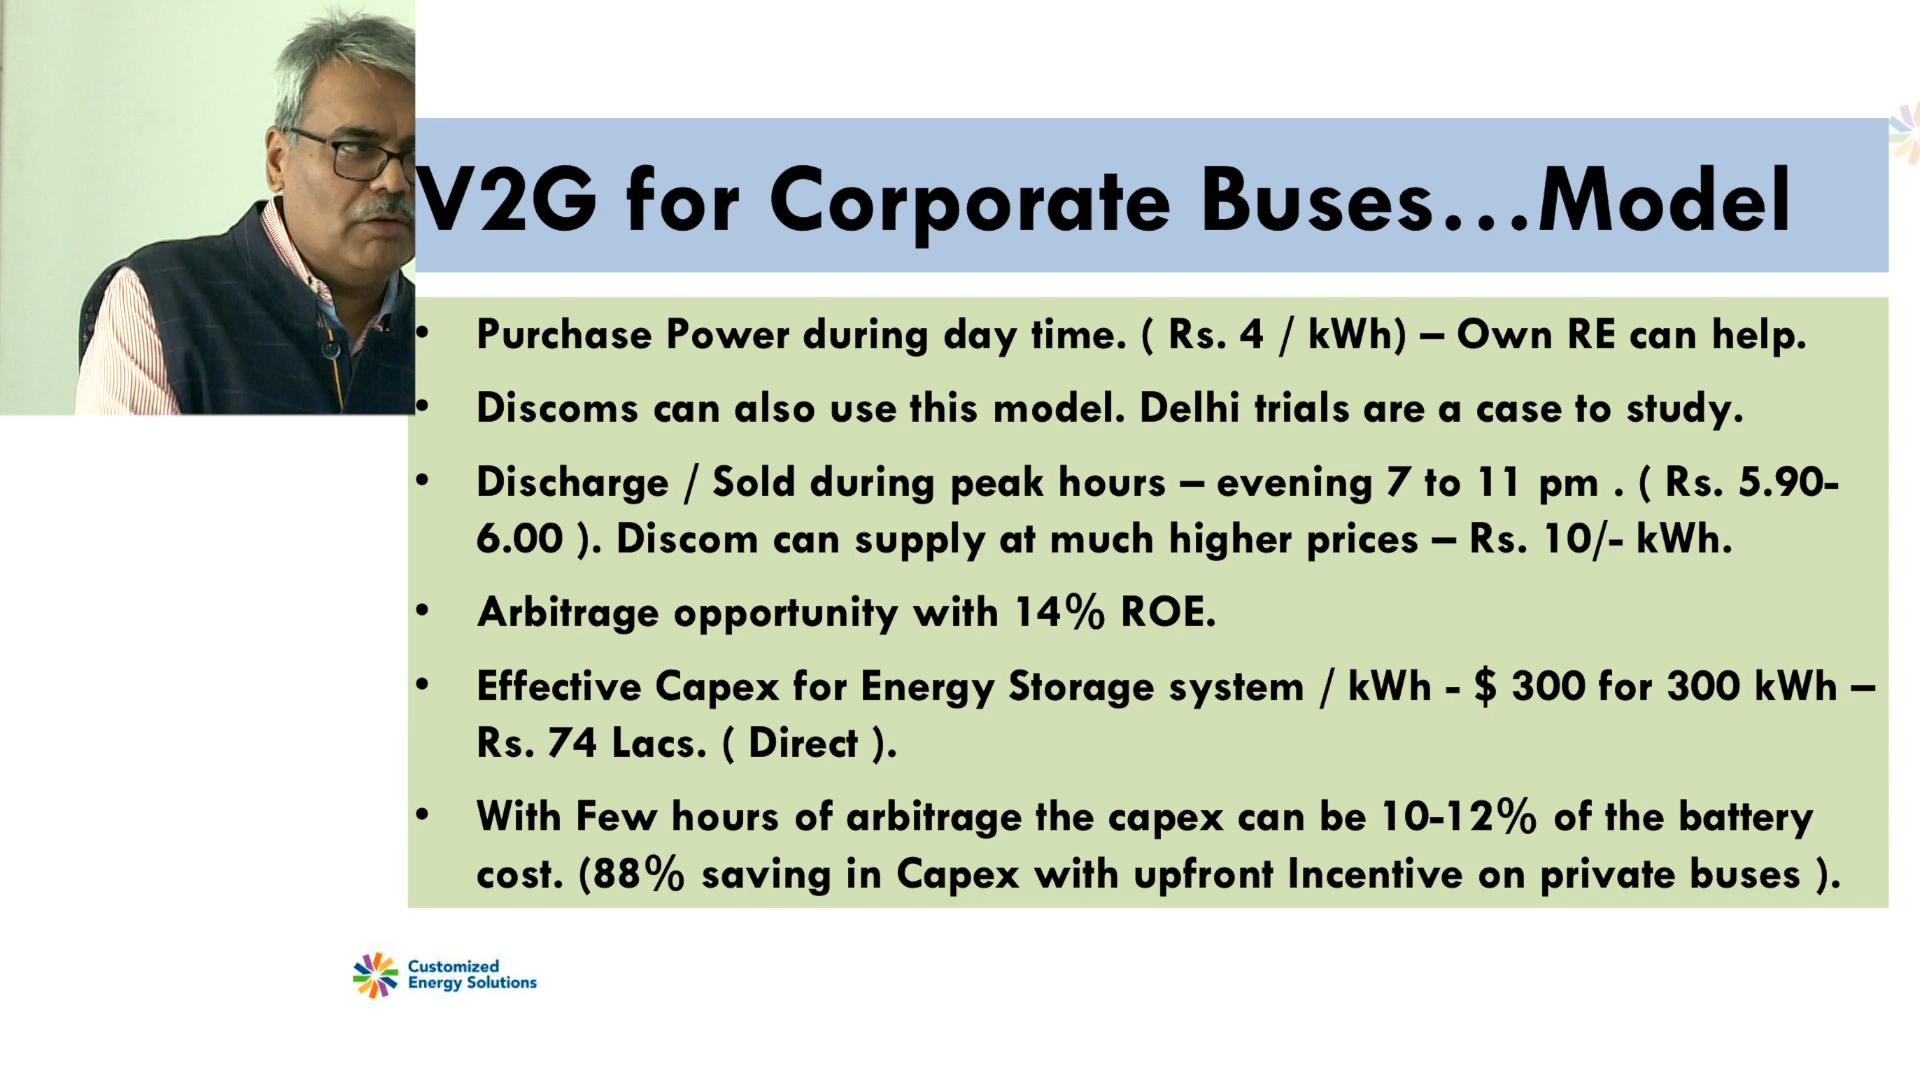 V2G for Corporate Buses...Model
• Purchase Power during day time. ( Rs. 4 / kWh) – Own RE can help.
• Discoms can also use this model. Delhi trials are a case to study.
• Discharge / Sold during peak hours – evening 7 to 11 pm . ( Rs. 5.90-
6.00 ). Discom can supply at much higher prices – Rs. 10/- kWh.
• Arbitrage opportunity with 14% ROE.
• Effective Capex for Energy Storage system / kWh - $ 300 for 300 kWh –
Rs. 74 Lacs. ( Direct ).
• With Few hours of arbitrage the capex can be 10-12% of the battery
cost. (88% saving in Capex with upfront Incentive on private buses ).
Customized
Energy Solutions